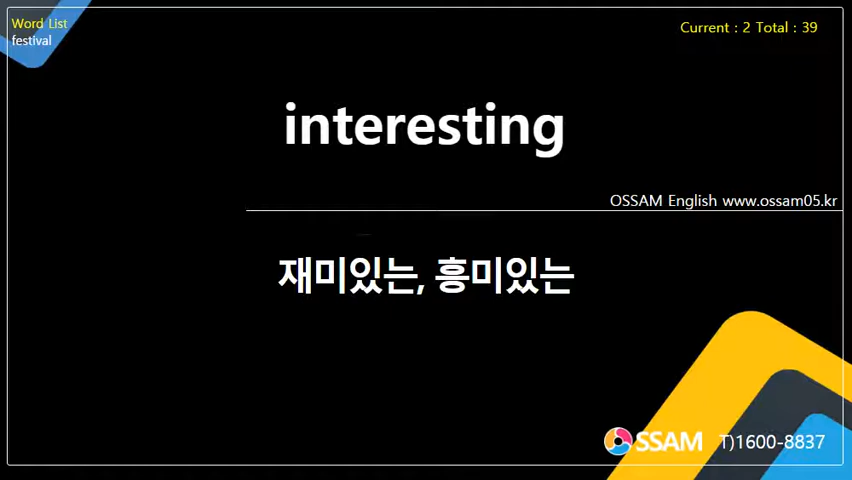 Word List
festival
Current : 2 Total : 39
interesting
OSSAM English www.ossam05.kr
재미있는, 흥미있는
OSSAM T)1600-8837